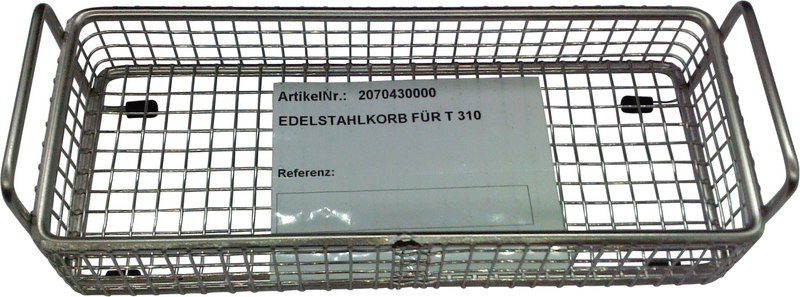 ArtikelNr.: 2070430000
EDELSTAHLKORB FÜR T 310
Referenz: